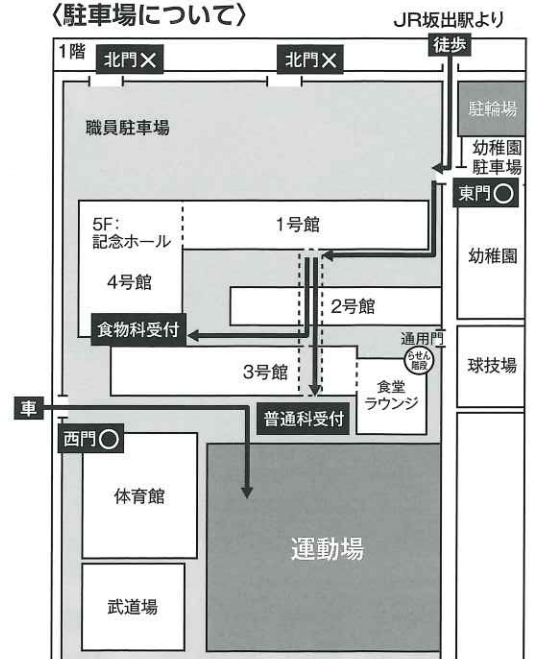 〈駐車場について〉
JR坂出駅より
1階
北門×
北門×
徒歩
駐輪場
職員駐車場
幼稚園
駐車場
東門○
5F:
記念ホール
1号館
4号館
幼稚園
2号館
食物科受付
通用門
らせん
階段
3号館
球技場
食堂
ラウンジ
車
普通科受付
西門○
体育館
運動場
武道場